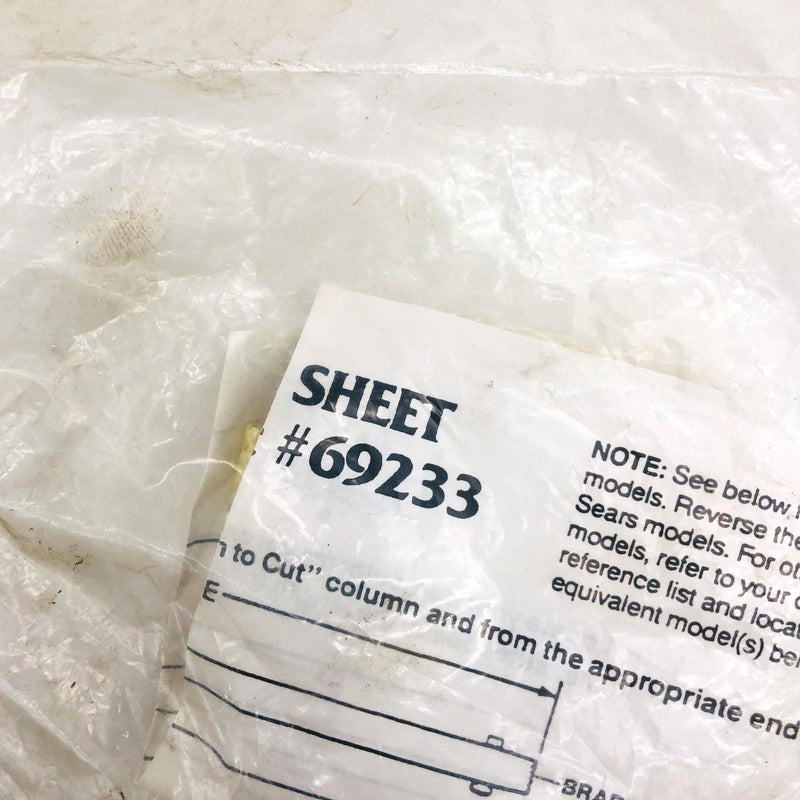 SHEET
#69233
NOTE: See below
models. Reverse the
Sears models. For
models, refer to your
reference list and
equivalent model(s)
to Cut" column and from the appropriate end
E